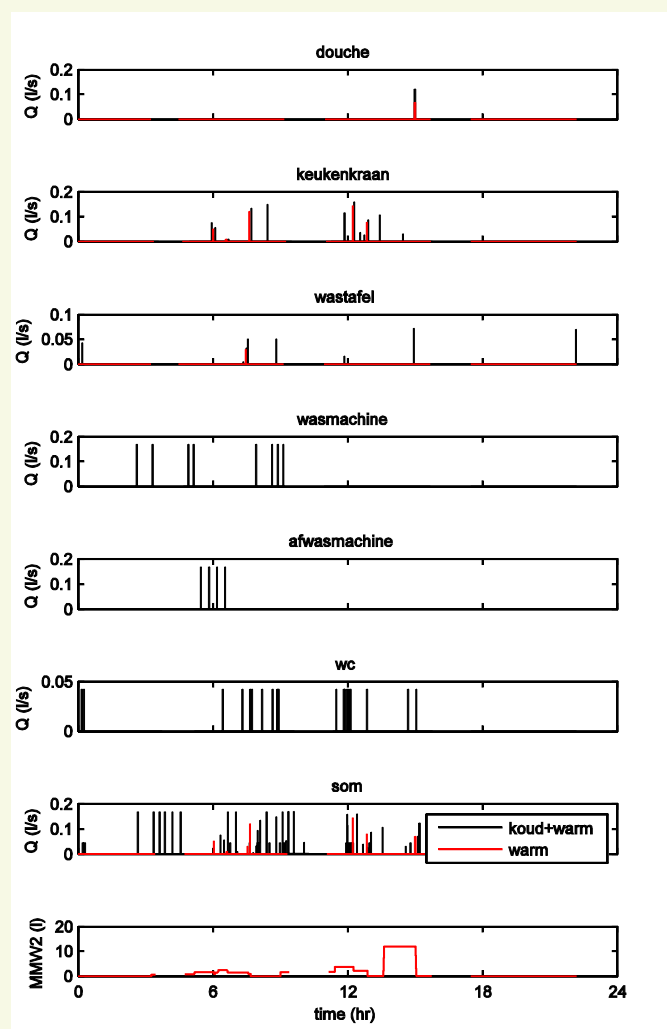 douche
0.2
0.1
0
Q (l/s)
keukenkraan
0.2
0.1
0
Q (l/s)
wastafel
0.1
0.05
0
Q (l/s)
wasmachine
0.2
0.1
0
Q (l/s)
afwasmachine
0.2
0.1
0
Q (l/s)
wc
0.05
0
Q (l/s)
som
0.2
0.1
0
Q (l/s)
koud+warm
warm
20
10
0
MMW2 (l)
0 6 12 18 24
time (hr)